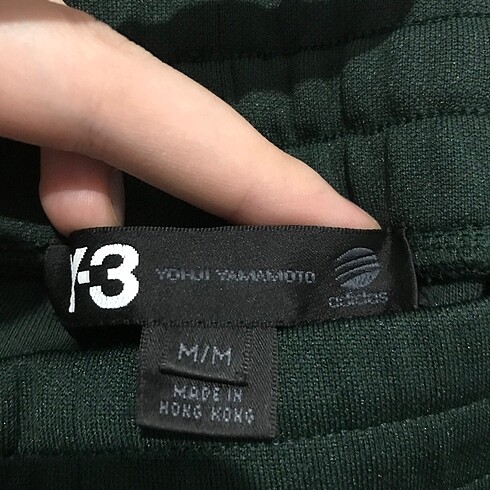 Y-3 YOHJI YAMAMOTO adidas
M/M
MADE IN
HONG KONG